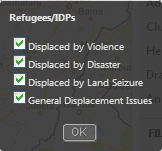 Refugees/IDPs
Displaced by Violence
Displaced by Disaster
Displaced by Land Seizure
General Displacement Issues
OK